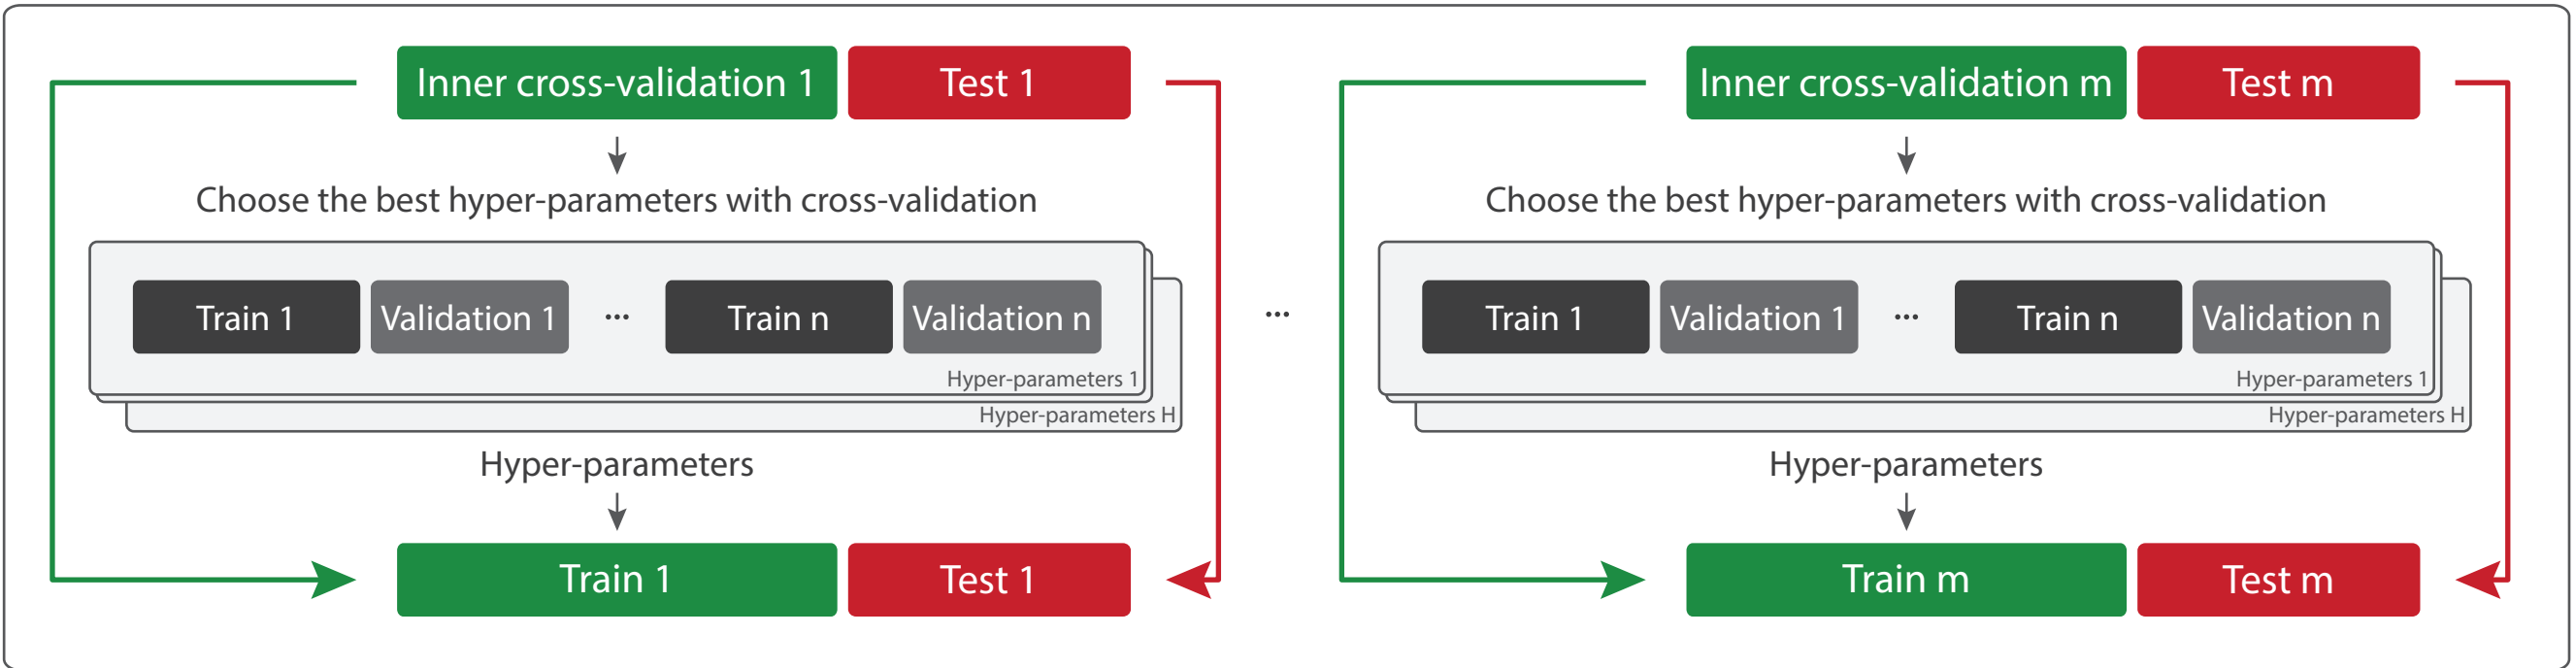 Inner cross-validation 1 Test 1
Choose the best hyper-parameters with cross-validation
Train 1 Validation 1 ... Train n Validation n
Hyper-parameters 1
Hyper-parameters H
Hyper-parameters
Train 1 Test 1
...
Inner cross-validation m Test m
Choose the best hyper-parameters with cross-validation
Train 1 Validation 1 ... Train n Validation n
Hyper-parameters 1
Hyper-parameters H
Hyper-parameters
Train m Test m